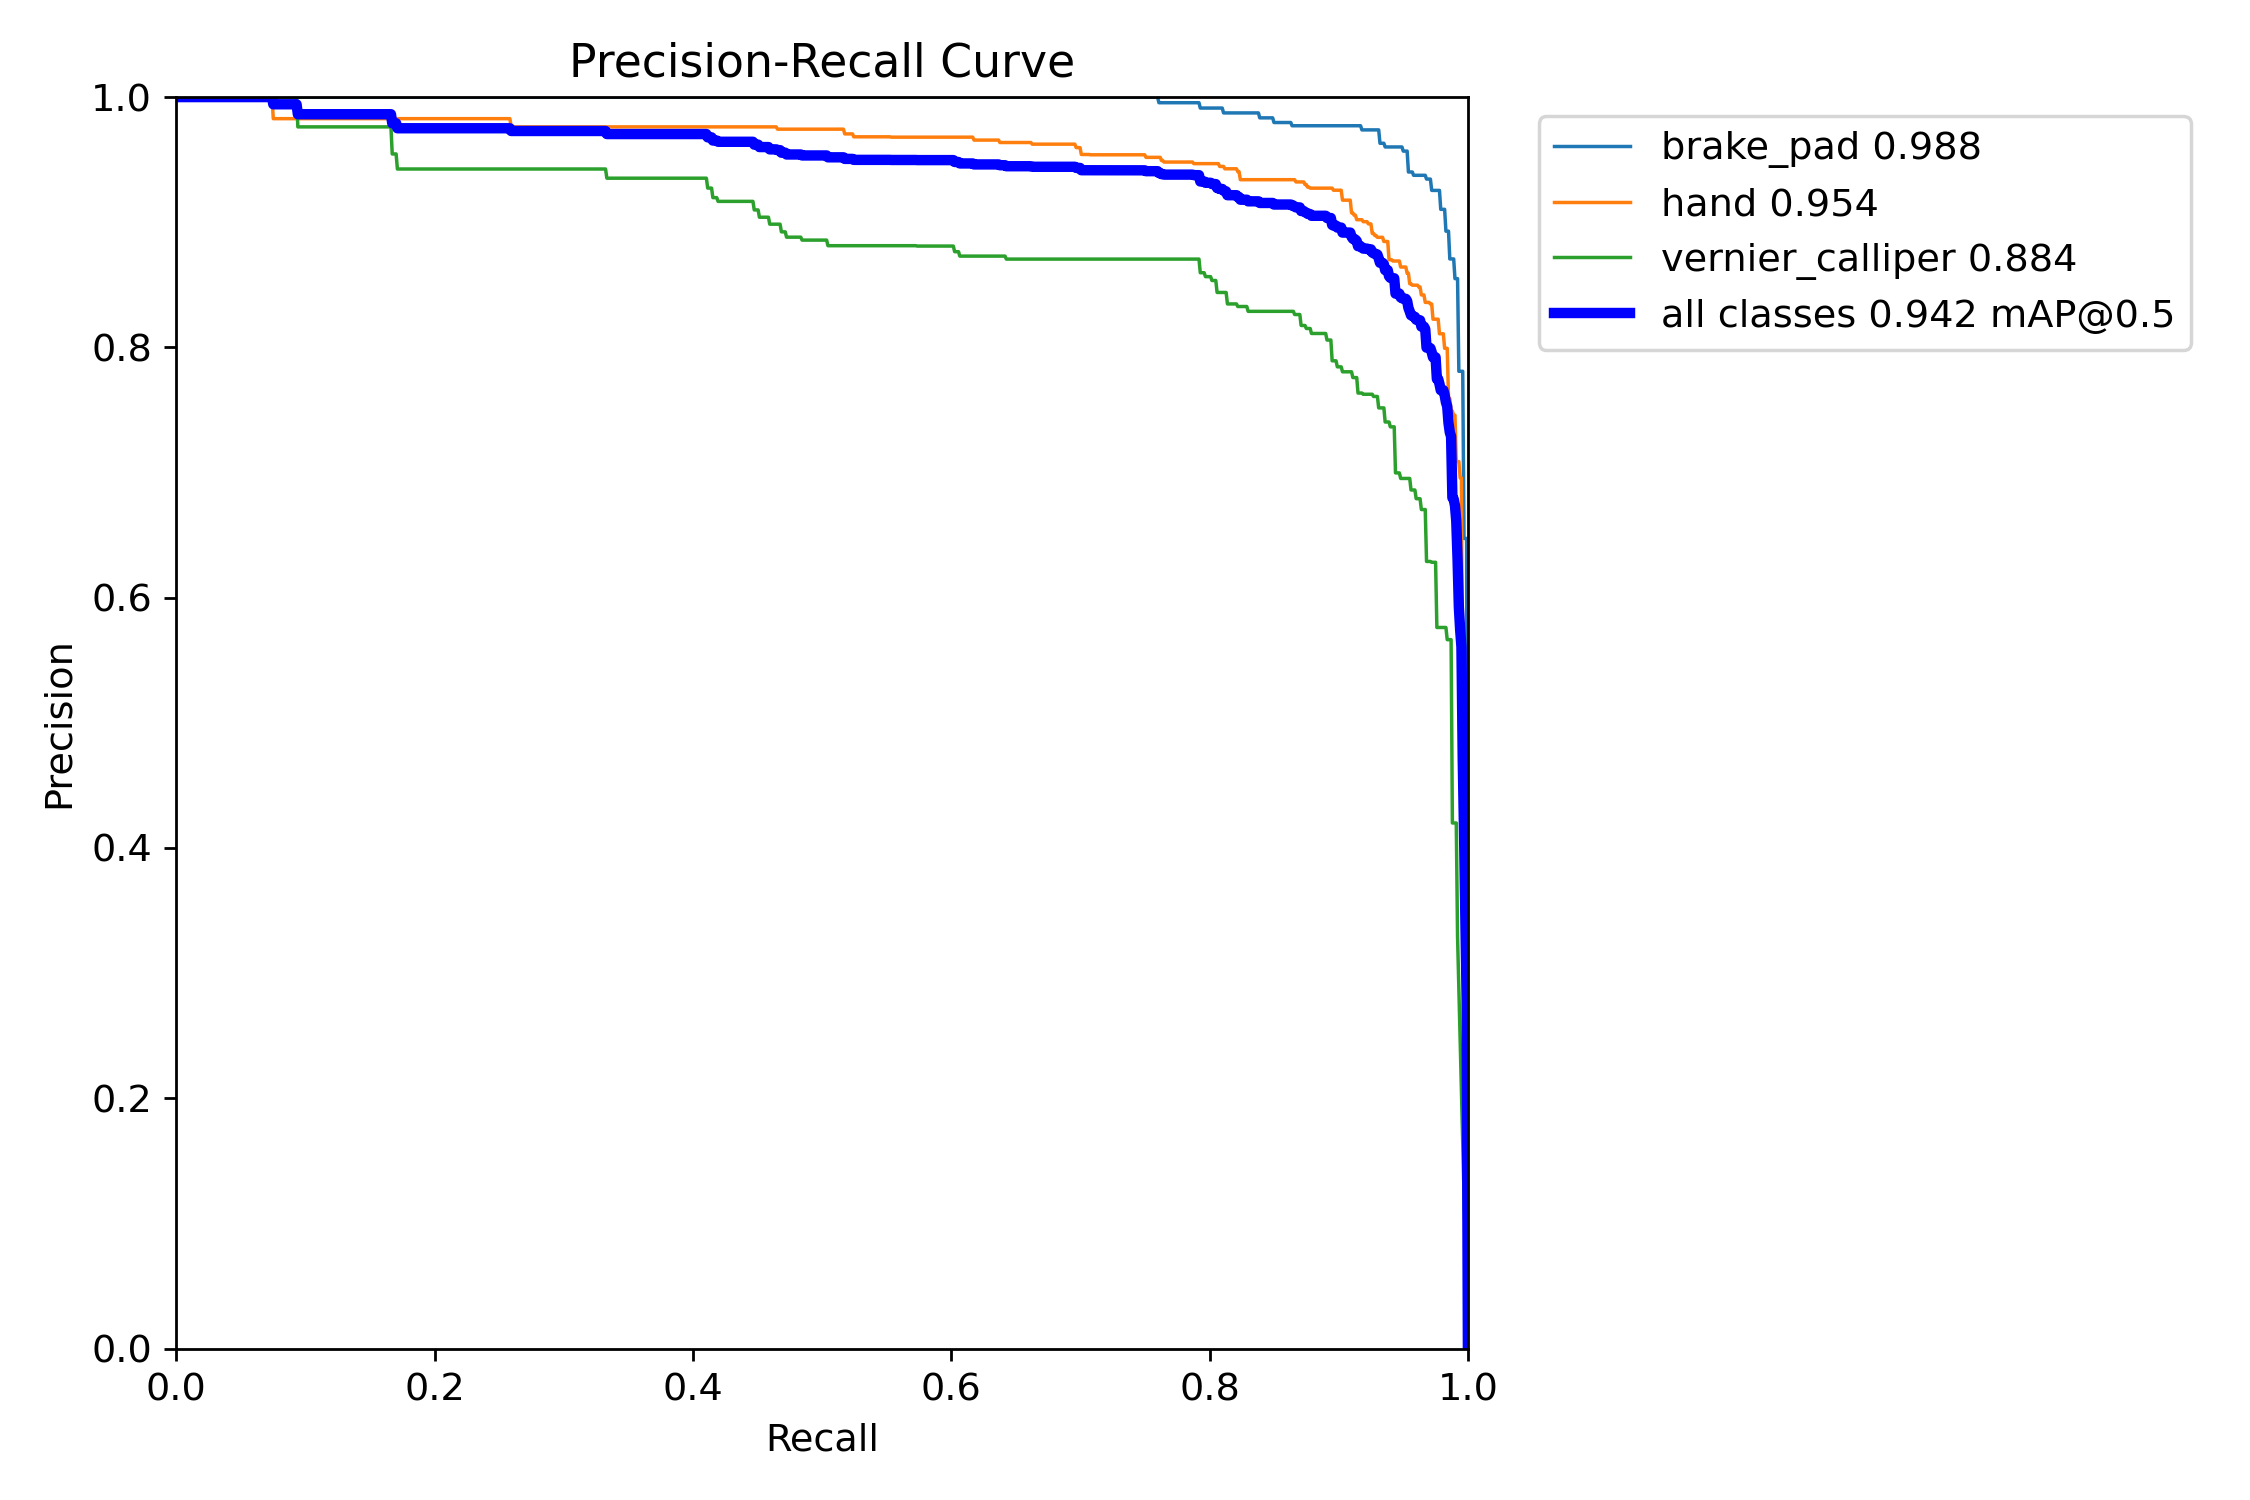 Precision-Recall Curve
1.0
0.8
0.6
0.4
0.2
0.0
Precision
0.0 0.2 0.4 0.6 0.8 1.0
Recall
brake_pad 0.988
hand 0.954
vernier_calliper 0.884
all classes 0.942 mAP@0.5